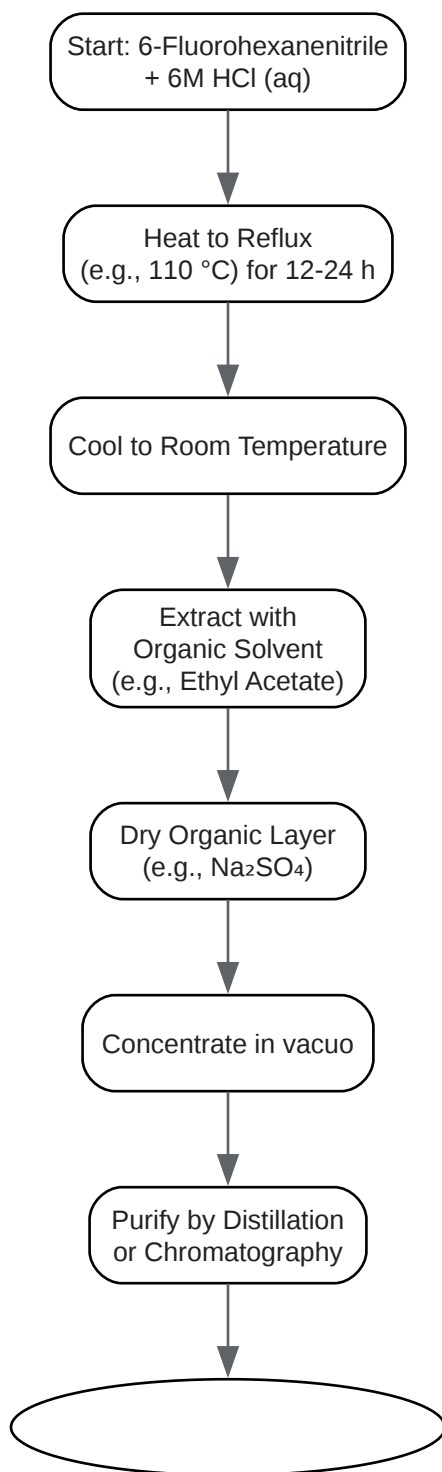 Start: 6-Fluorohexanenitrile
+ 6M HCl (aq)
Heat to Reflux
(e.g., 110 °C) for 12-24 h
Cool to Room Temperature
Extract with
Organic Solvent
(e.g., Ethyl Acetate)
Dry Organic Layer
(e.g., Na₂SO₄)
Concentrate in vacuo
Purify by Distillation
or Chromatography